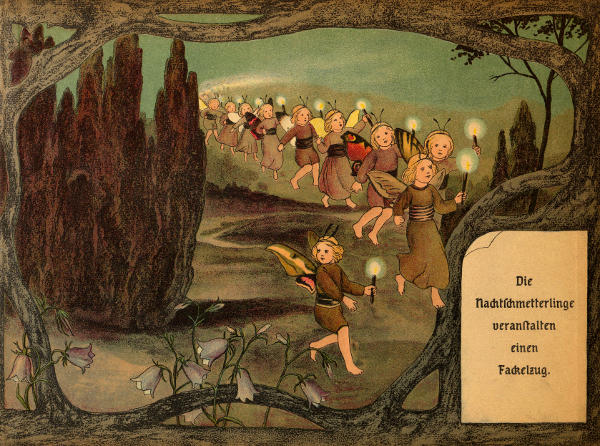 Die
Nachtschmetterlinge
veranstalten
einen
Fackelzug.